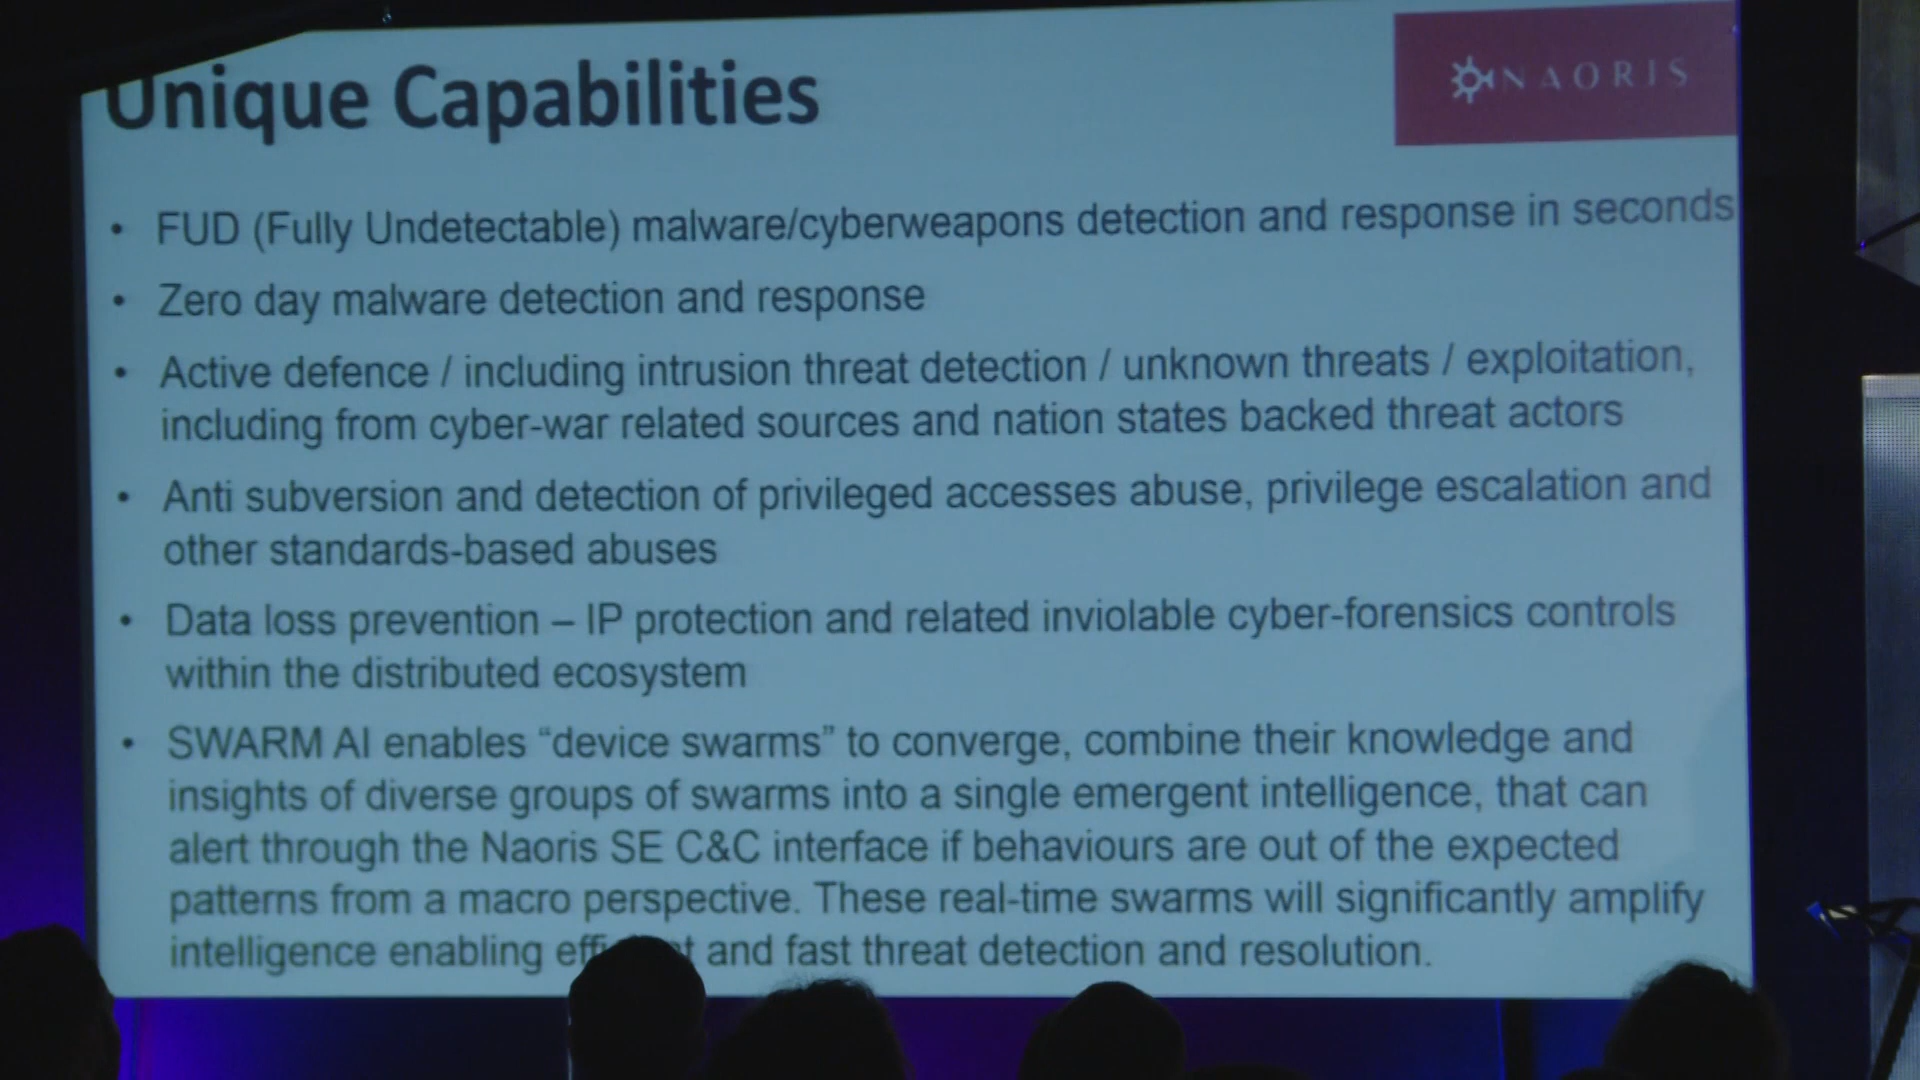 Unique Capabilities
NAORIS
• FUD (Fully Undetectable) malware/cyberweapons detection and response in seconds
• Zero day malware detection and response
• Active defence / including intrusion threat detection / unknown threats / exploitation,
including from cyber-war related sources and nation states backed threat actors
• Anti subversion and detection of privileged accesses abuse, privilege escalation and
other standards-based abuses
• Data loss prevention – IP protection and related inviolable cyber-forensics controls
within the distributed ecosystem
• SWARM AI enables “device swarms” to converge, combine their knowledge and
insights of diverse groups of swarms into a single emergent intelligence, that can
alert through the Naoris SE C&C interface if behaviours are out of the expected
patterns from a macro perspective. These real-time swarms will significantly amplify
intelligence enabling and fast threat detection and resolution.